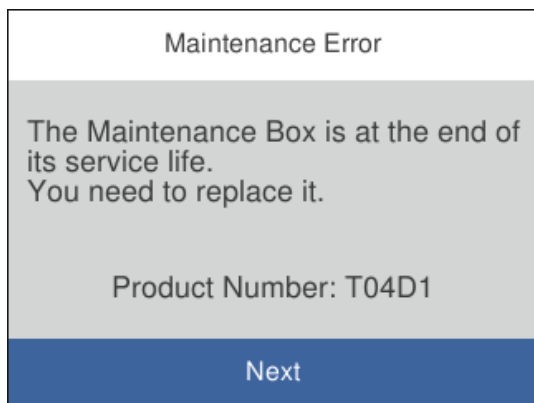 Maintenance Error
The Maintenance Box is at the end of
its service life.
You need to replace it.
Product Number: T04D1
Next